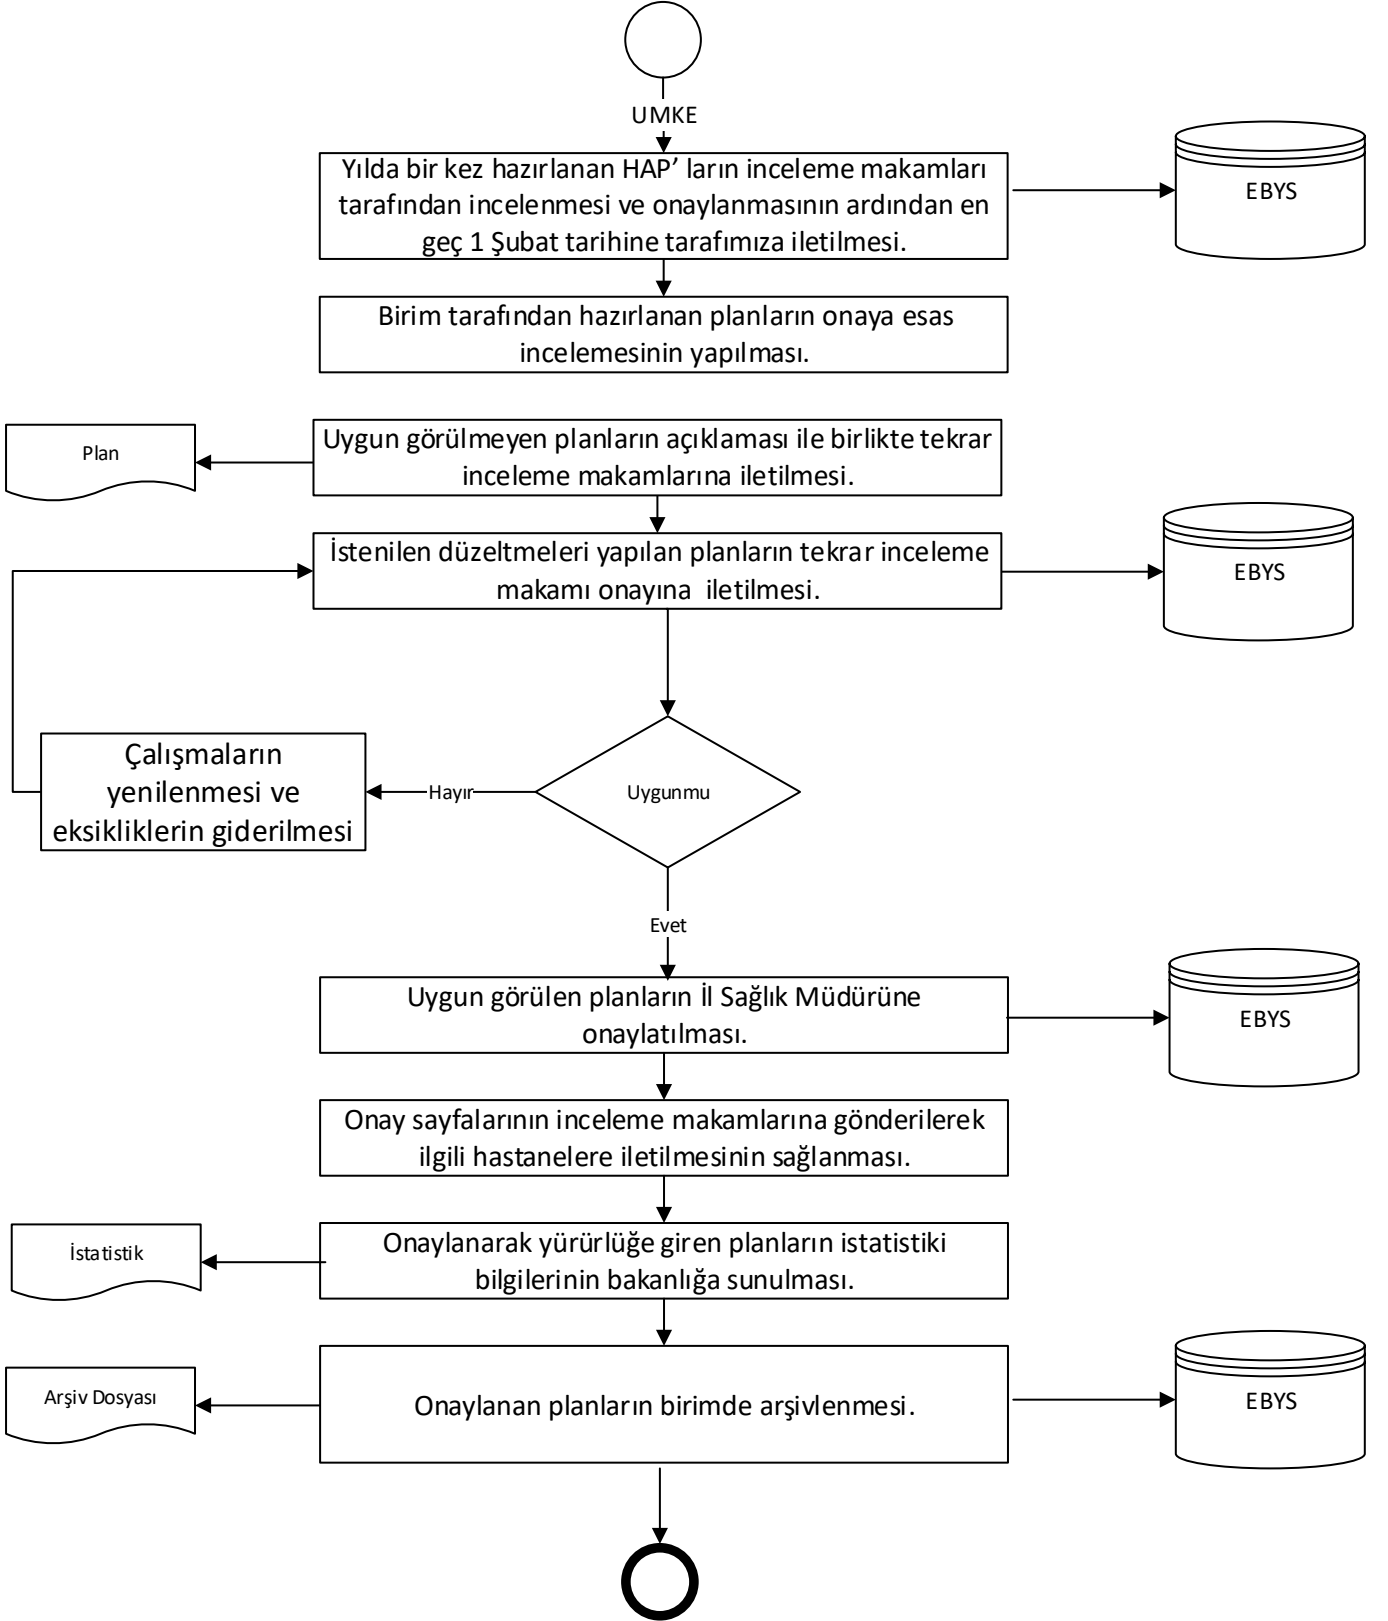 UMKE
Yılda bir kez hazırlanan HAP’ ların inceleme makamları
tarafından incelenmesi ve onaylanmasının ardından en
geç 1 Şubat tarihine tarafımıza iletilmesi.
EBYS
Birim tarafından hazırlanan planların onaya esas
incelemesinin yapılması.
Plan
Uygun görülmeyen planların açıklaması ile birlikte tekrar
inceleme makamlarına iletilmesi.
İstenilen düzeltmeleri yapılan planların tekrar inceleme
makamı onayına  iletilmesi.
EBYS
Çalışmaların
yenilenmesi ve
eksikliklerin giderilmesi
Hayır
Uygunmu
Evet
Uygun görülen planların İl Sağlık Müdürüne
onaylatılması.
EBYS
Onay sayfalarının inceleme makamlarına gönderilerek
ilgili hastanelere iletilmesinin sağlanması.
İstatistik
Onaylanarak yürürlüğe giren planların istatistiki
bilgilerinin bakanlığa sunulması.
Arşiv Dosyası
Onaylanan planların birimde arşivlenmesi.
EBYS